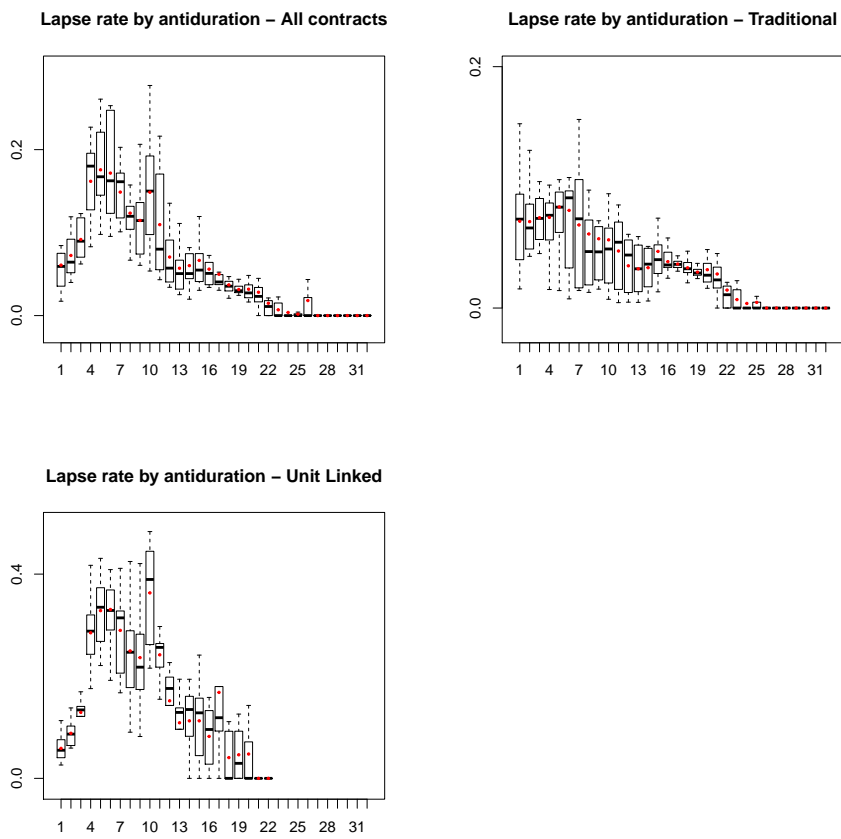 Lapse rate by antiduration – All contracts
0.2
0.0
1 4 7 10 13 16 19 22 25 28 31
Lapse rate by antiduration – Traditional
0.2
0.0
1 4 7 10 13 16 19 22 25 28 31
Lapse rate by antiduration – Unit Linked
0.4
0.0
1 4 7 10 13 16 19 22 25 28 31